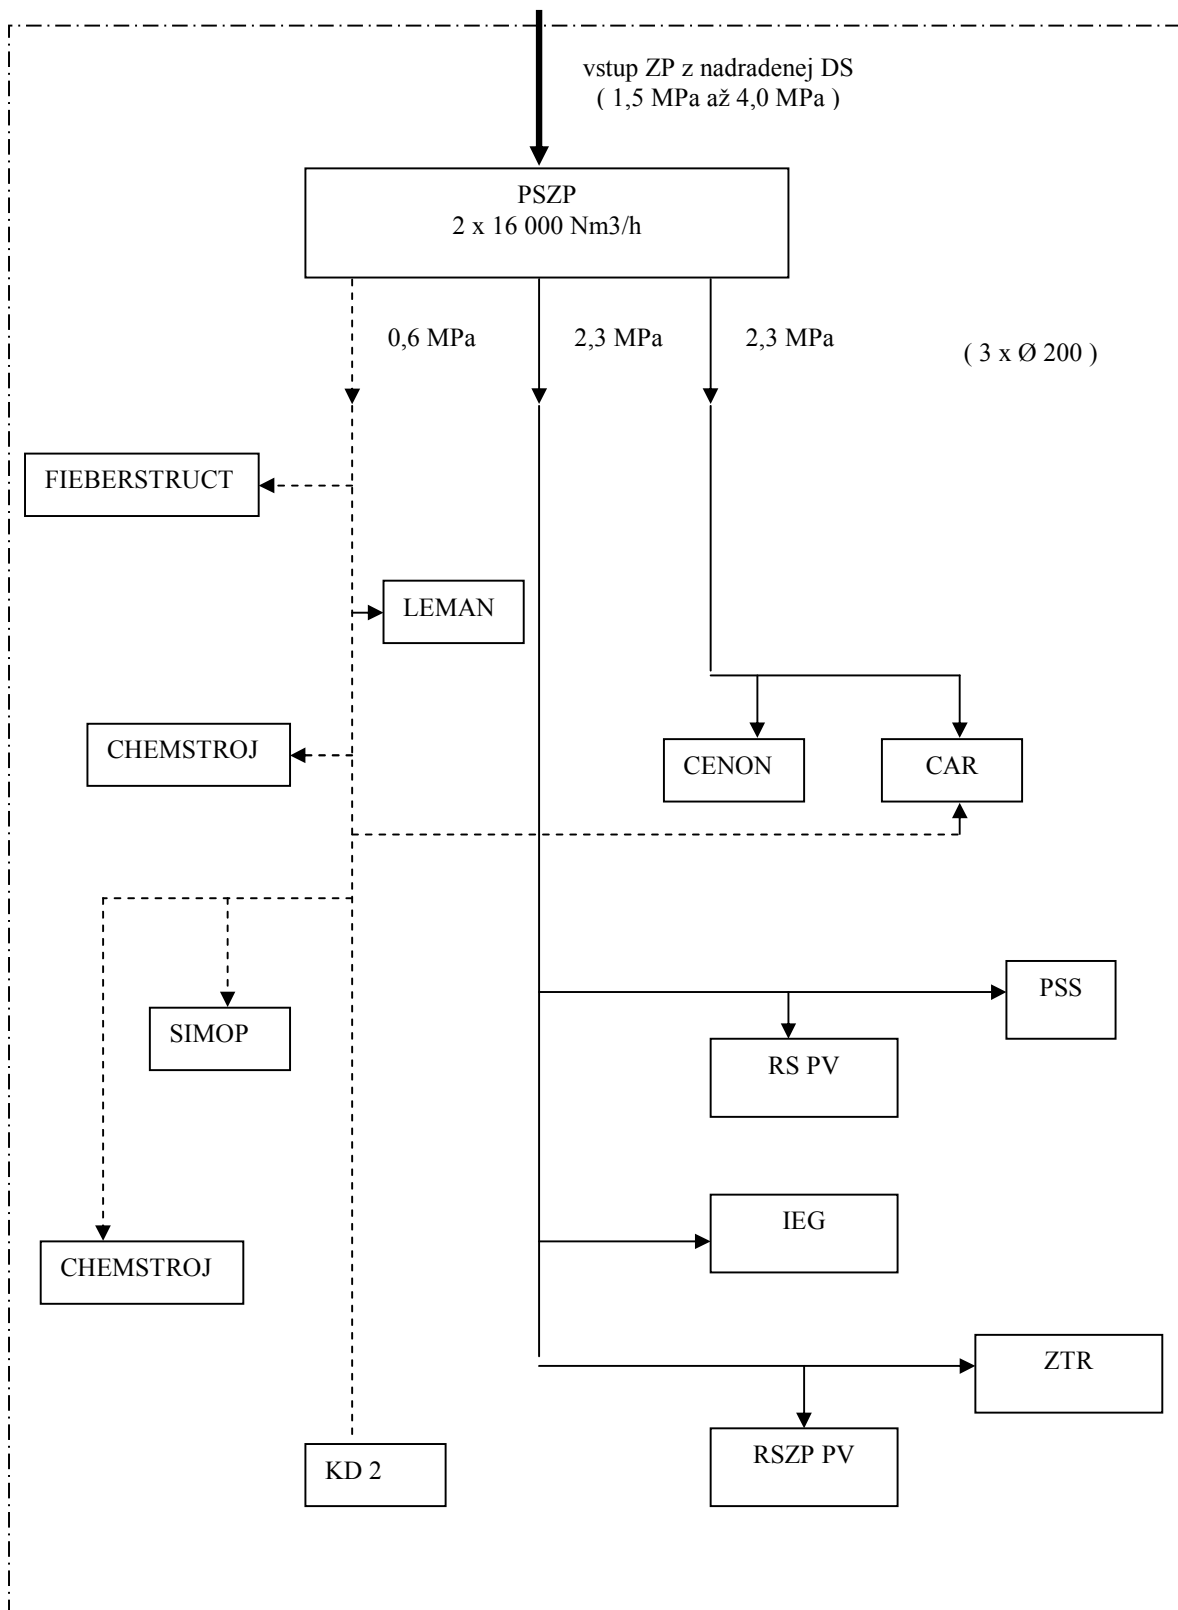 vstup ZP z nadradenej DS
( 1,5 MPa až 4,0 MPa )
PSZP
2 x 16 000 Nm3/h
0,6 MPa
2,3 MPa
2,3 MPa
( 3 x Ø 200 )
FIEBERSTRUCT
LEMAN
CHEMSTROJ
CENON
CAR
PSS
SIMOP
RS PV
IEG
CHEMSTROJ
ZTR
KD 2
RSZP PV